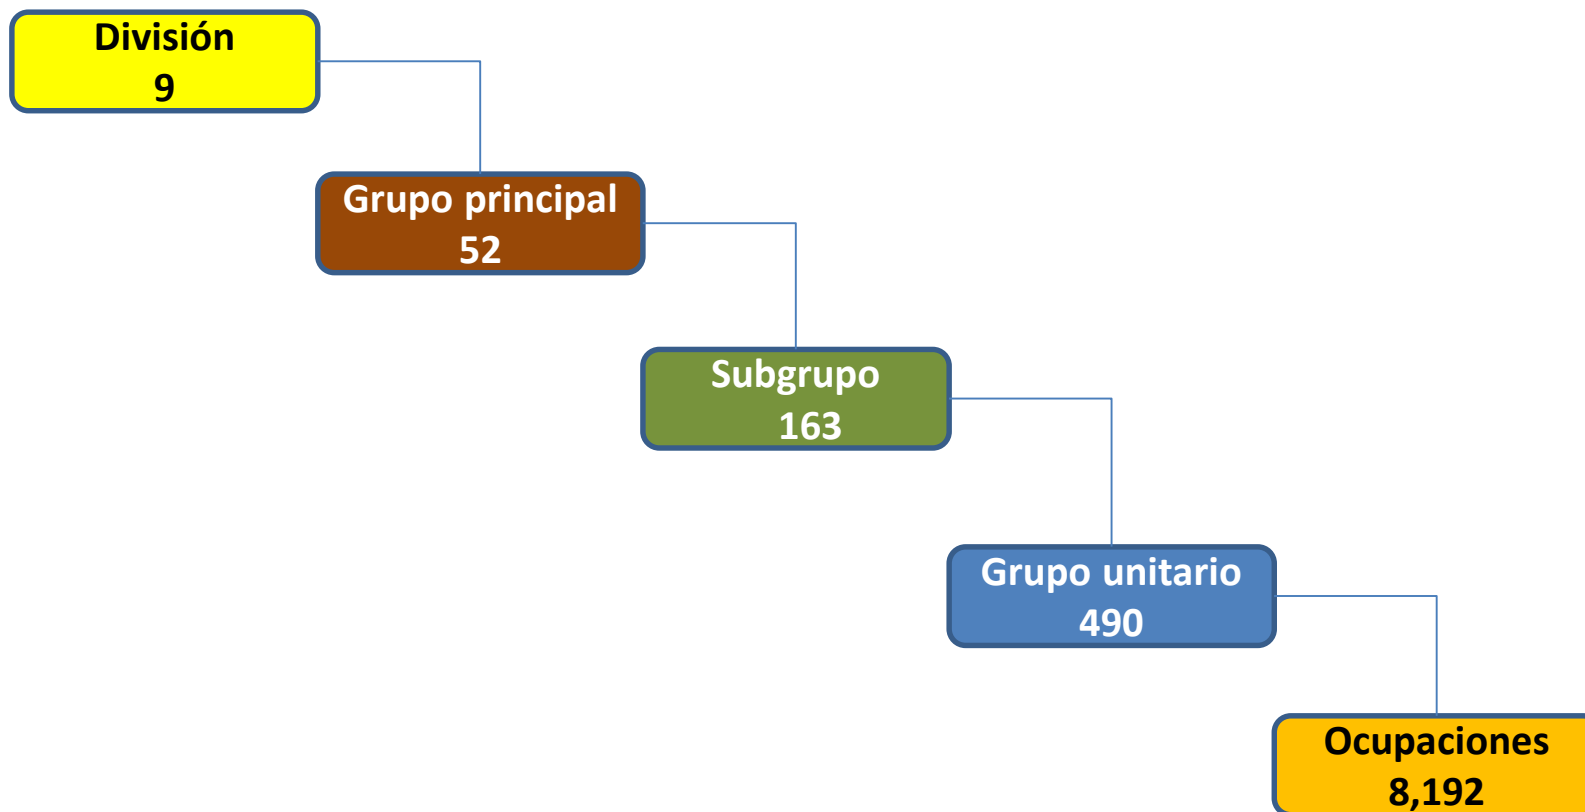 División
9
Grupo principal
52
Subgrupo
163
Grupo unitario
490
Ocupaciones
8,192